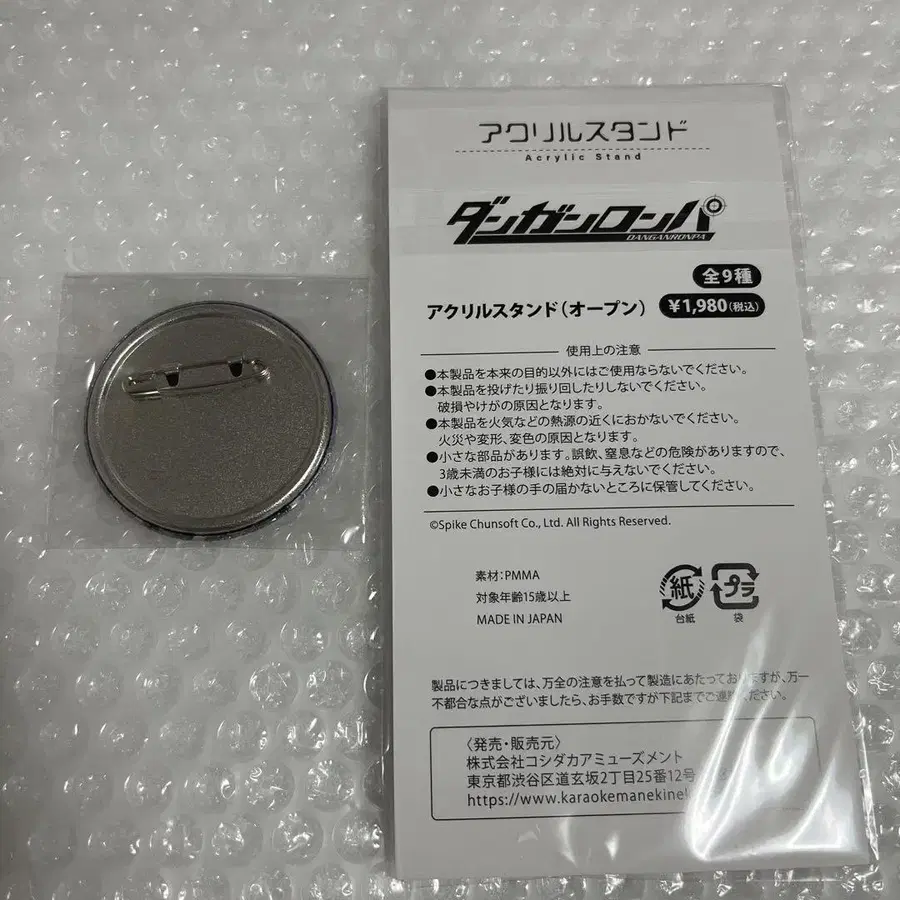 アクリルスタンド
Acrylic Stand
ダンガンロンパ
DANGANRONPA
全9種
アクリルスタンド(オープン) ¥1,980(税込)
使用上の注意
●本製品を本来の目的以外にはご使用ならないでください。
●本製品を投げたり振り回したりしないでください。
破損やけがの原因となります。
●本製品を火気などの熱源の近くにおかないでください。
火災や変形、変色の原因となります。
●小さな部品があります。誤飲、窒息などの危険がありますので、
3歳未満のお子様には絶対に与えないでください。
●小さなお子様の手の届かないところに保管してください。
©Spike Chunsoft Co., Ltd. All Rights Reserved.
素材:PMMA
対象年齢15歳以上
MADE IN JAPAN
紙 プラ
台紙 袋
製品につきましては、万全の注意を払って製造にあたっておりますが、万一
不都合な点がございましたら、お手数ですが下記までご連絡ください。
〈発売・販売元〉
株式会社コシダカアミューズメント
東京都渋谷区道玄坂2丁目25番12号
https://www.karaokemanekinek